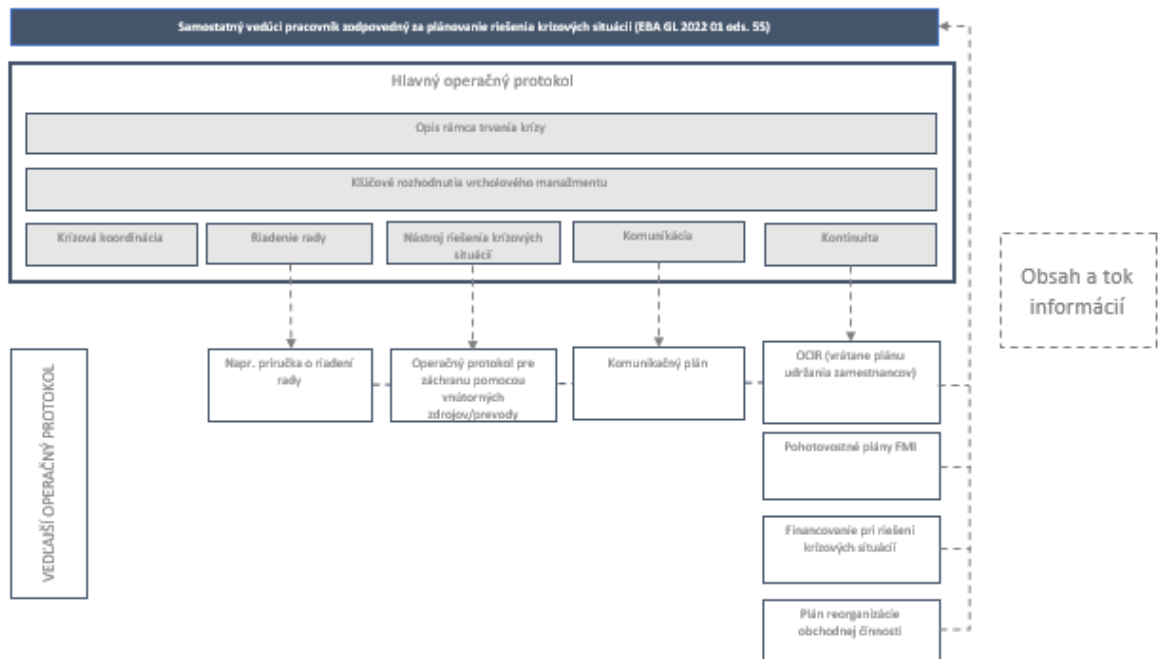 Samostatný vedúci pracovník zodpovedný za plánovanie riešenia krízových situácií (EBA GL 2022 01 ods. 55)
Hlavný operačný protokol
Opis rámca trvania krízy
Kľúčové rozhodnutia vrcholového manažmentu
Krízová koordinácia
Riadenie rady
Nástroj riešenia krízových
situácií
Komunikácia
Kontinuita
Obsah a tok
informácií
VEDĽAJŠÍ OPERAČNÝ PROTOKOL
Napr. príručka o riadení
rady
Operačný protokol pre
záchranu pomocou
vnútorných
zdrojov/prevody
Komunikačný plán
OCIR (vrátane plánu
udržania zamestnancov)
Pohotovostné plány FMI
Financovanie pri riešení
krízových situácií
Plán reorganizácie
obchodnej činnosti